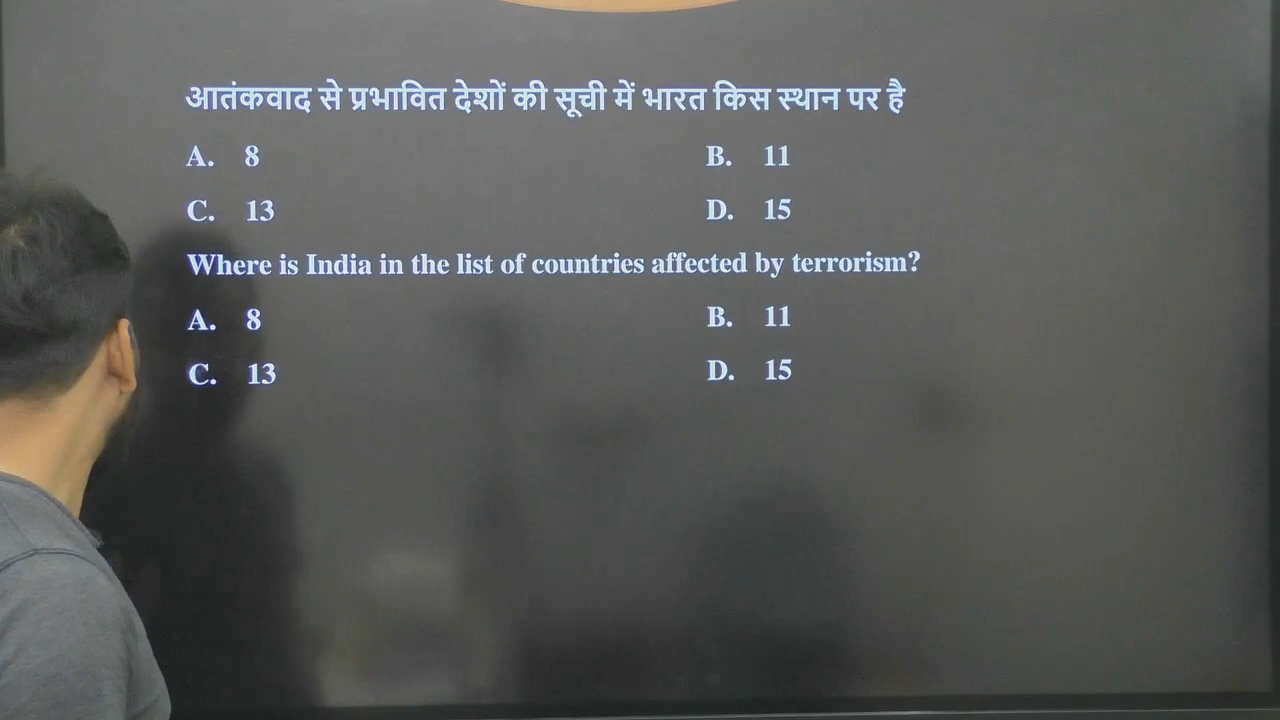 आतंकवाद से प्रभावित देशों की सूची में भारत किस स्थान पर है
A. 8 B. 11
C. 13 D. 15
Where is India in the list of countries affected by terrorism?
A. 8 B. 11
C. 13 D. 15